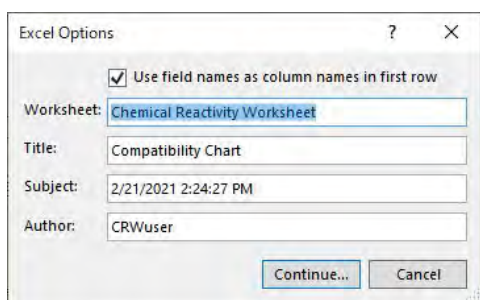 Excel Options ? X
Use field names as column names in first row
Worksheet: Chemical Reactivity Worksheet
Title: Compatibility Chart
Subject: 2/21/2021 2:24:27 PM
Author: CRWuser
Continue... Cancel